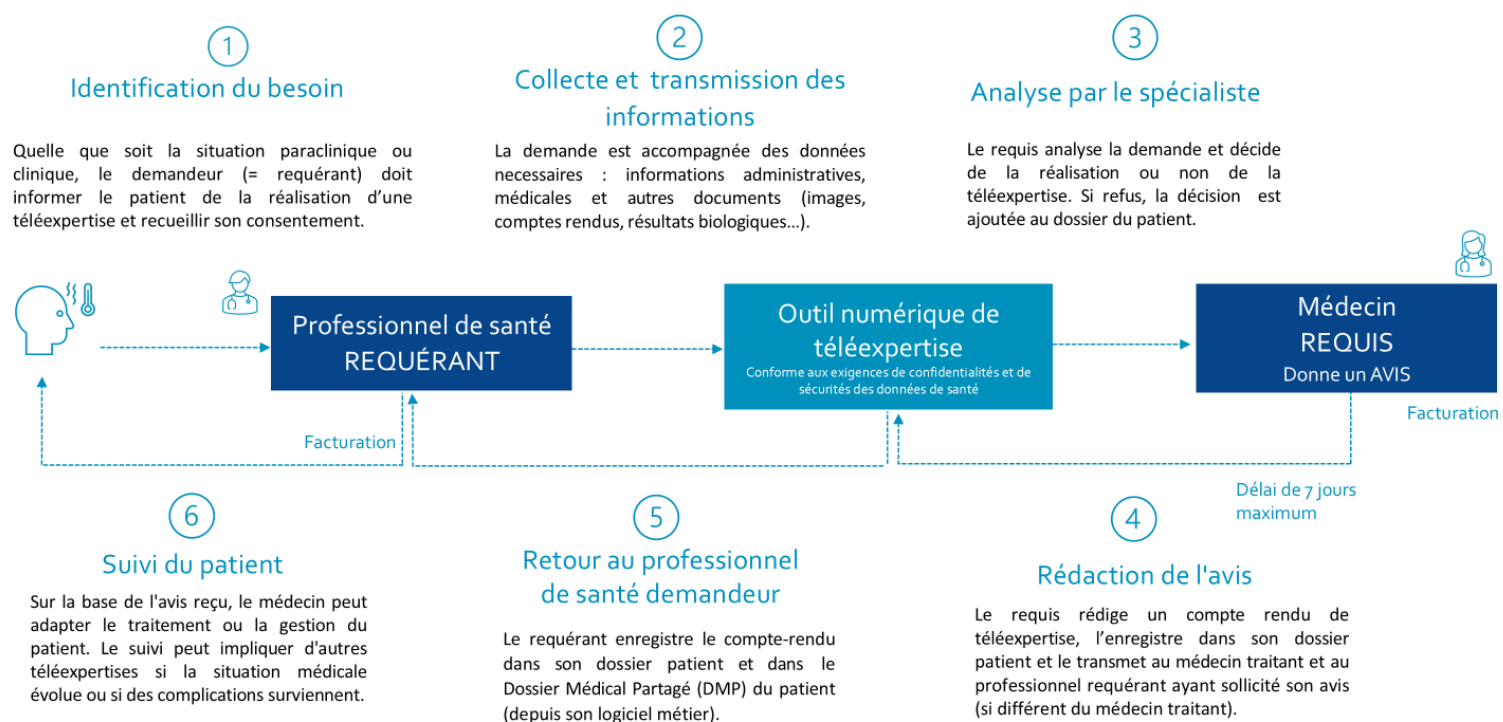 1
Identification du besoin
Quelle que soit la situation paraclinique ou
clinique, le demandeur (= requérant) doit
informer le patient de la réalisation d’une
téléexpertise et recueillir son consentement.
2
Collecte et transmission des
informations
La demande est accompagnée des données
necessaires : informations administratives,
médicales et autres documents (images,
comptes rendus, résultats biologiques…).
3
Analyse par le spécialiste
Le requis analyse la demande et décide
de la réalisation ou non de la
téléexpertise. Si refus, la décision est
ajoutée au dossier du patient.
Professionnel de santé
REQUÉRANT
Outil numérique de
téléexpertise
Conforme aux exigences de confidentialités et de
sécurités des données de santé
Médecin
REQUIS
Donne un AVIS
Facturation
Facturation
Délai de 7 jours
maximum
6
Suivi du patient
Sur la base de l'avis reçu, le médecin peut
adapter le traitement ou la gestion du
patient. Le suivi peut impliquer d'autres
téléexpertises si la situation médicale
évolue ou si des complications surviennent.
5
Retour au professionnel
de santé demandeur
Le requérant enregistre le compte-rendu
dans son dossier patient et dans le
Dossier Médical Partagé (DMP) du patient
(depuis son logiciel métier).
4
Rédaction de l'avis
Le requis rédige un compte rendu de
téléexpertise, l’enregistre dans son dossier
patient et le transmet au médecin traitant et au
professionnel requérant ayant sollicité son avis
(si différent du médecin traitant).